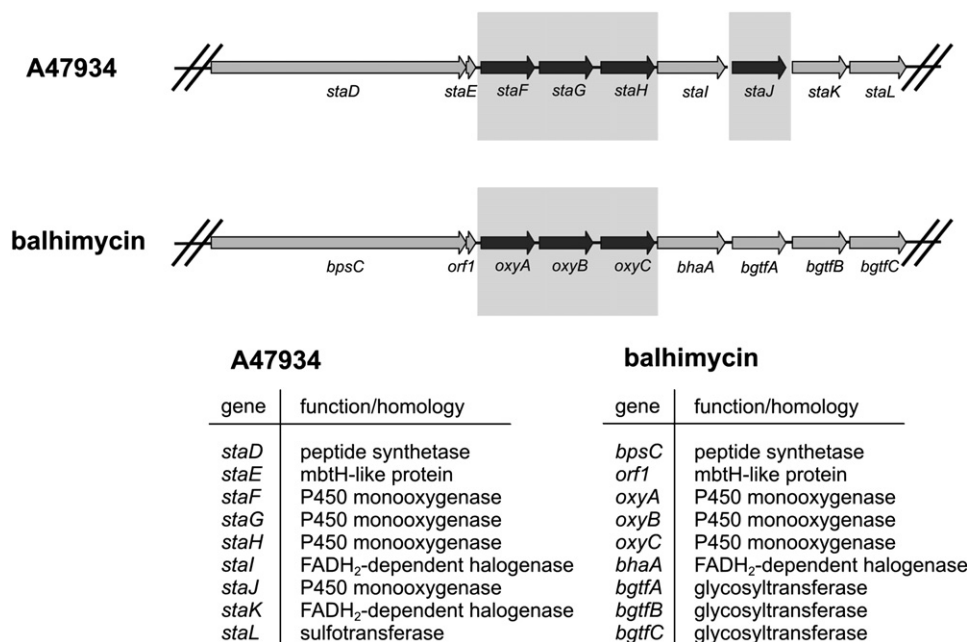 A47934
staD staE staF staG staH staI staJ staK staL
balhimycin
bpsC orf1 oxyA oxyB oxyC bhaA bgtfA bgtfB bgtfC
A47934
gene function/homology
staD peptide synthetase
staE mbtH-like protein
staF P450 monooxygenase
staG P450 monooxygenase
staH P450 monooxygenase
staI FADH₂-dependent halogenase
staJ P450 monooxygenase
staK FADH₂-dependent halogenase
staL sulfotransferase
balhimycin
gene function/homology
bpsC peptide synthetase
orf1 mbtH-like protein
oxyA P450 monooxygenase
oxyB P450 monooxygenase
oxyC P450 monooxygenase
bhaA FADH₂-dependent halogenase
bgtfA glycosyltransferase
bgtfB glycosyltransferase
bgtfC glycosyltransferase